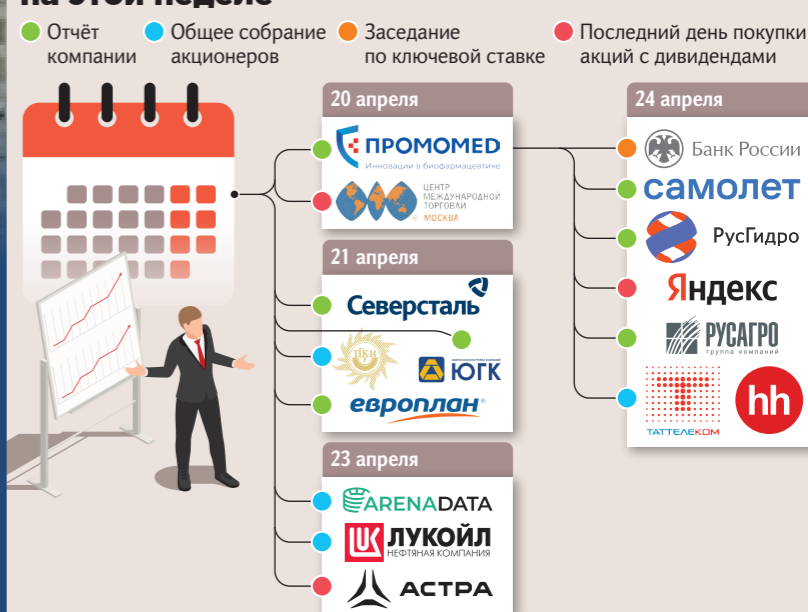 на этой неделе
Отчёт
компании
Общее собрание
акционеров
Заседание
по ключевой ставке
Последний день покупки
акций с дивидендами
20 апреля
ПРОМОМЕД
Инновации в биофармацевтике
ЦЕНТР
МЕЖДУНАРОДНОЙ
ТОРГОВЛИ
МОСКВА
21 апреля
Северсталь
ЦКИ
ЮГК
европлан
23 апреля
ARENADATA
ЛУКОЙЛ
НЕФТЯНАЯ КОМПАНИЯ
АСТРА
24 апреля
Банк России
самолет
РусГидро
Яндекс
РУСАГРО
группа компаний
ТАТТЕЛЕКОМ
hh